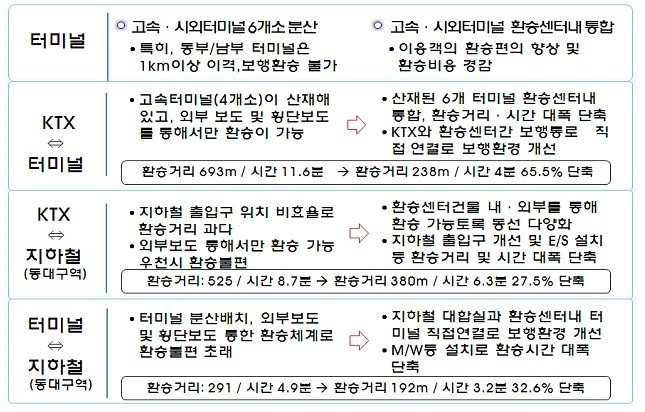 터미널
◎ 고속·시외터미널 6개소 분산
• 특히, 동부/남부 터미널은
1km이상 이격,보행환승 불가
◎ 고속·시외터미널 환승센터내 통합
• 이용객의 환승편의 향상 및
환승비용 경감
KTX
⇔
터미널
• 고속터미널(4개소)이 산재해
있고, 외부 보도 및 횡단보도
를 통해서만 환승이 가능
⇨
• 산재된 6개 터미널 환승센터내
통합, 환승거리·시간 대폭 단축
• KTX와 환승센터간 보행통로 직
접 연결로 보행환경 개선
환승거리 693m / 시간 11.6분 → 환승거리 238m / 시간 4분 65.5% 단축
KTX
⇔
지하철
(동대구역)
• 지하철 출입구 위치 비효율로
환승거리 과다
• 외부보도 통해서만 환승 가능
우천시 환승불편
⇨
• 환승센터건물 내·외부를 통해
환승 가능토록 동선 다양화
• 지하철 출입구 개선 및 E/S 설치
등 환승거리 및 시간 대폭 단축
환승거리: 525 / 시간 8.7분 → 환승거리 380m / 시간 6.3분 27.5% 단축
터미널
⇔
지하철
(동대구역)
• 터미널 분산배치, 외부보도
및 횡단보도 통한 환승체계로
환승불편 초래
⇨
• 지하철 대합실과 환승센터내 터
미널 직접연결로 보행환경 개선
• M/W등 설치로 환승시간 대폭
단축
환승거리: 291 / 시간 4.9분 → 환승거리 192m / 시간 3.2분 32.6% 단축